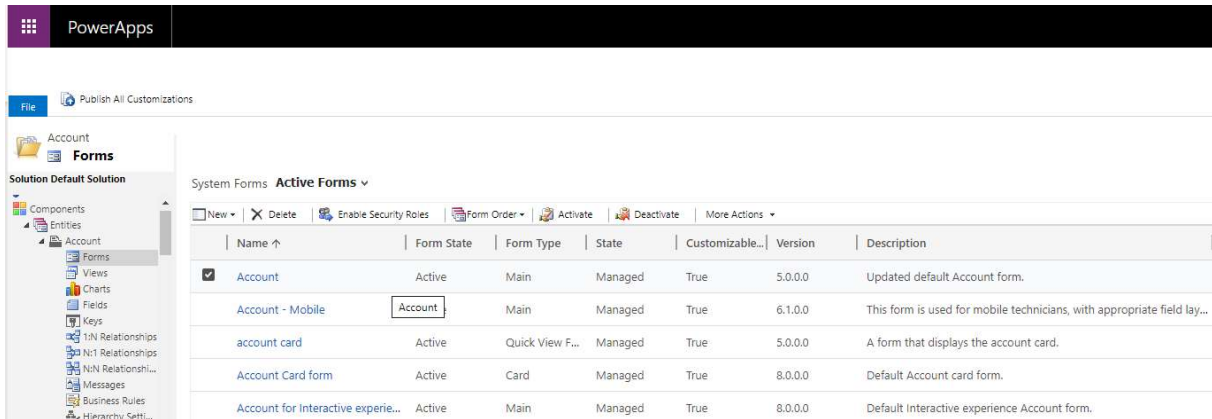 PowerApps
File Publish All Customizations
Account
Forms
Solution Default Solution
System Forms Active Forms
Components
Entities
Account
Forms
Views
Charts
Fields
Keys
1:N Relationships
N:1 Relationships
N:N Relationshi...
Messages
Business Rules
Hierarchy Setti...
New Delete Enable Security Roles Form Order Activate Deactivate More Actions
Name ↑ Form State Form Type State Customizable... Version Description
Account Active Main Managed True 5.0.0.0 Updated default Account form.
Account - Mobile Main Managed True 6.1.0.0 This form is used for mobile technicians, with appropriate field lay...
Account
account card Active Quick View F... Managed True 5.0.0.0 A form that displays the account card.
Account Card form Active Card Managed True 8.0.0.0 Default Account card form.
Account for Interactive experie... Active Main Managed True 8.0.0.0 Default Interactive experience Account form.